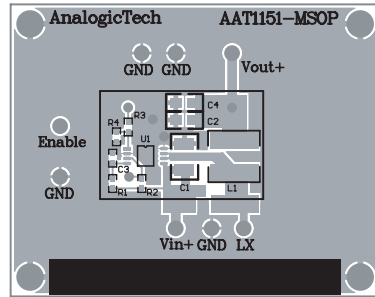 AnalogicTech AAT1151-MSOP
GND GND Vout+
R3
R4
C4
C2
Enable
U1
C3
GND
R1 R2 C1 L1
Vin+ GND LX